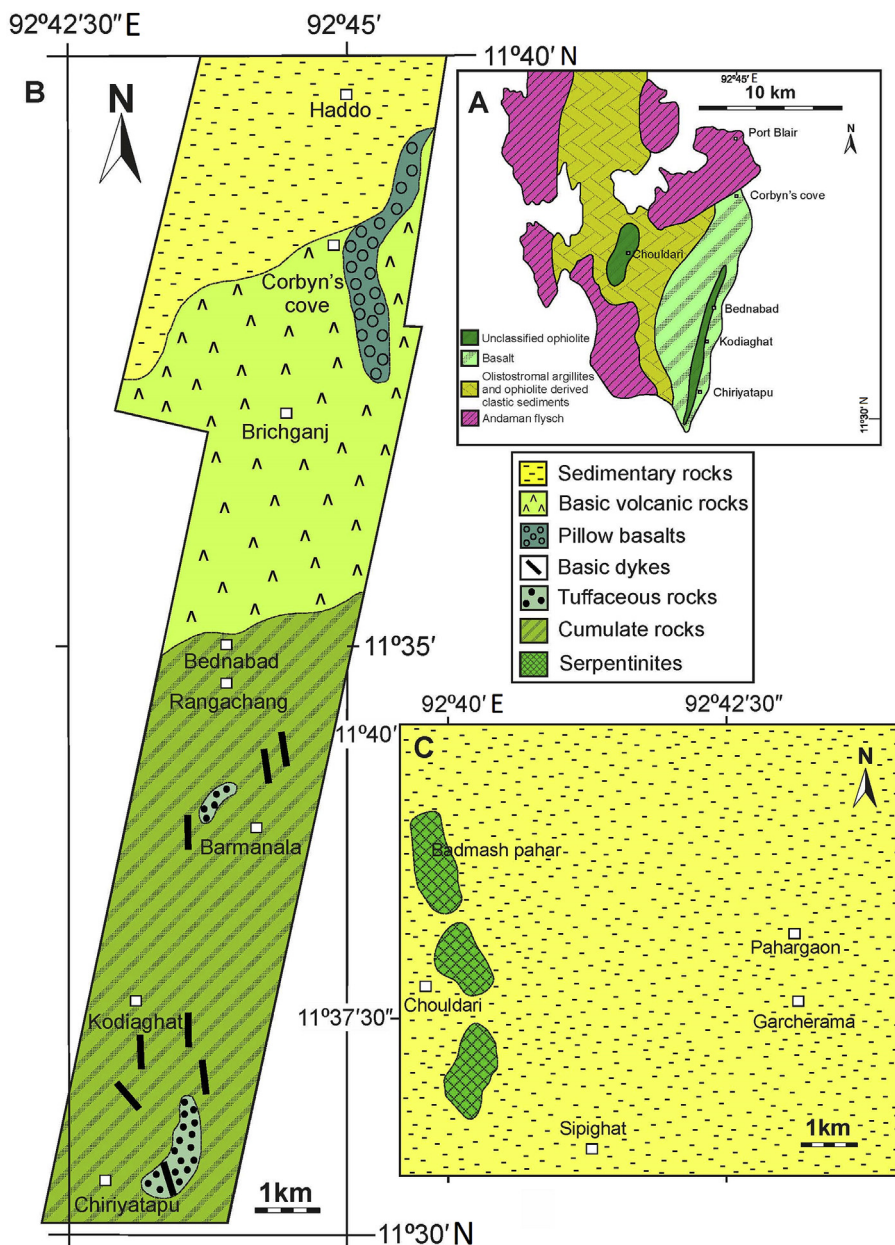 92º42'30" E
92º45'
11º40' N
B
N
Haddo
Corbyn's
cove
Brichganj
11º35'
Bednabad
Rangachang
Barmanala
Kodiaghat
Chiriyatapu
1km
11º30' N
A
92º45' E
10 km
N
Port Blair
Corbyn's cove
Chouldari
Bednabad
Kodiaghat
Chiriyatapu
11º30' N
Unclassified ophiolite
Basalt
Olistostromal argillites
and ophiolite derived
clastic sediments
Andaman flysch
Sedimentary rocks
Basic volcanic rocks
Pillow basalts
Basic dykes
Tuffaceous rocks
Cumulate rocks
Serpentinites
92º40' E
92º42'30"
11º40'
C
N
Badmash pahar
Pahargaon
Chouldari
Garcherama
11º37'30"
Sipighat
1km